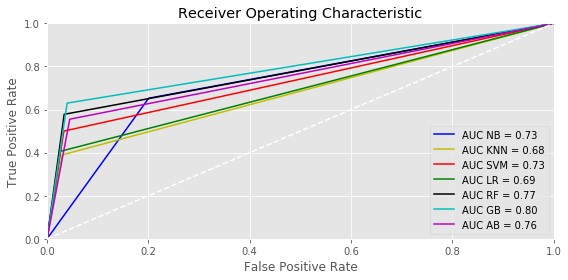 Receiver Operating Characteristic
1.0
0.8
0.6
0.4
0.2
0.0
True Positive Rate
AUC NB = 0.73
AUC KNN = 0.68
AUC SVM = 0.73
AUC LR = 0.69
AUC RF = 0.77
AUC GB = 0.80
AUC AB = 0.76
0.0 0.2 0.4 0.6 0.8 1.0
False Positive Rate